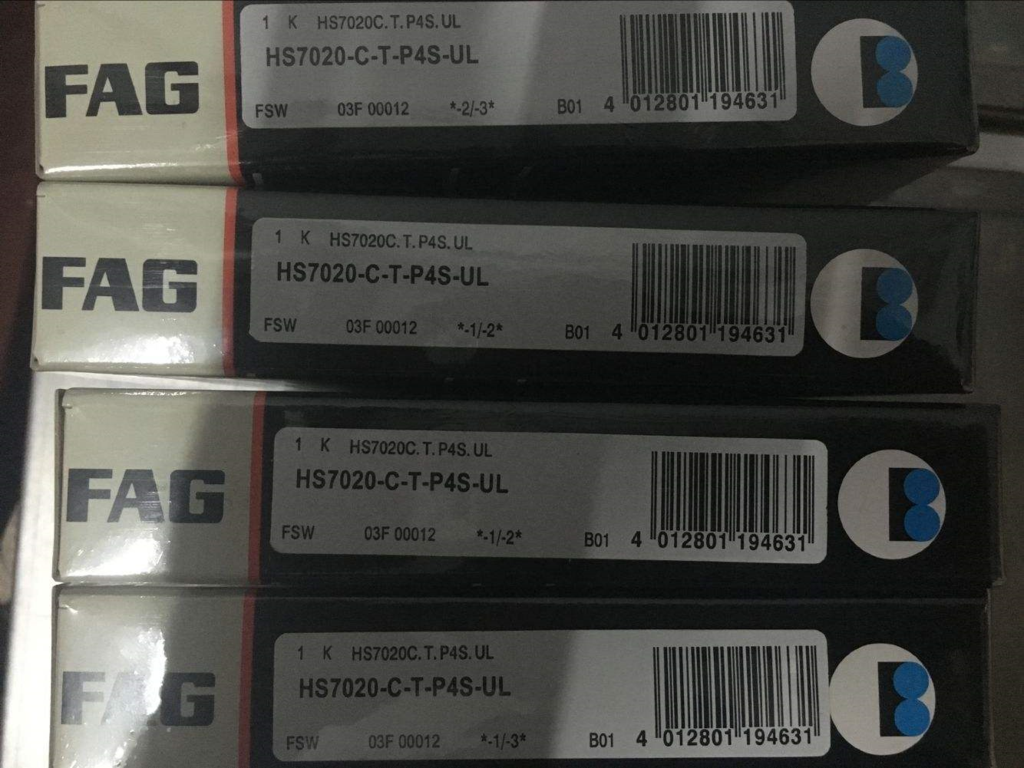 FAG
1 K HS7020C.T.P4S.UL
HS7020-C-T-P4S-UL
FSW 03F 00012 *-2/-3* B01 4 012801 194631
FAG
1 K HS7020C.T.P4S.UL
HS7020-C-T-P4S-UL
FSW 03F 00012 *-1/-2* B01 4 012801 194631
FAG
1 K HS7020C.T.P4S.UL
HS7020-C-T-P4S-UL
FSW 03F 00012 *-1/-2* B01 4 012801 194631
FAG
1 K HS7020C.T.P4S.UL
HS7020-C-T-P4S-UL
FSW 03F 00012 *-1/-3* B01 4 012801 194631